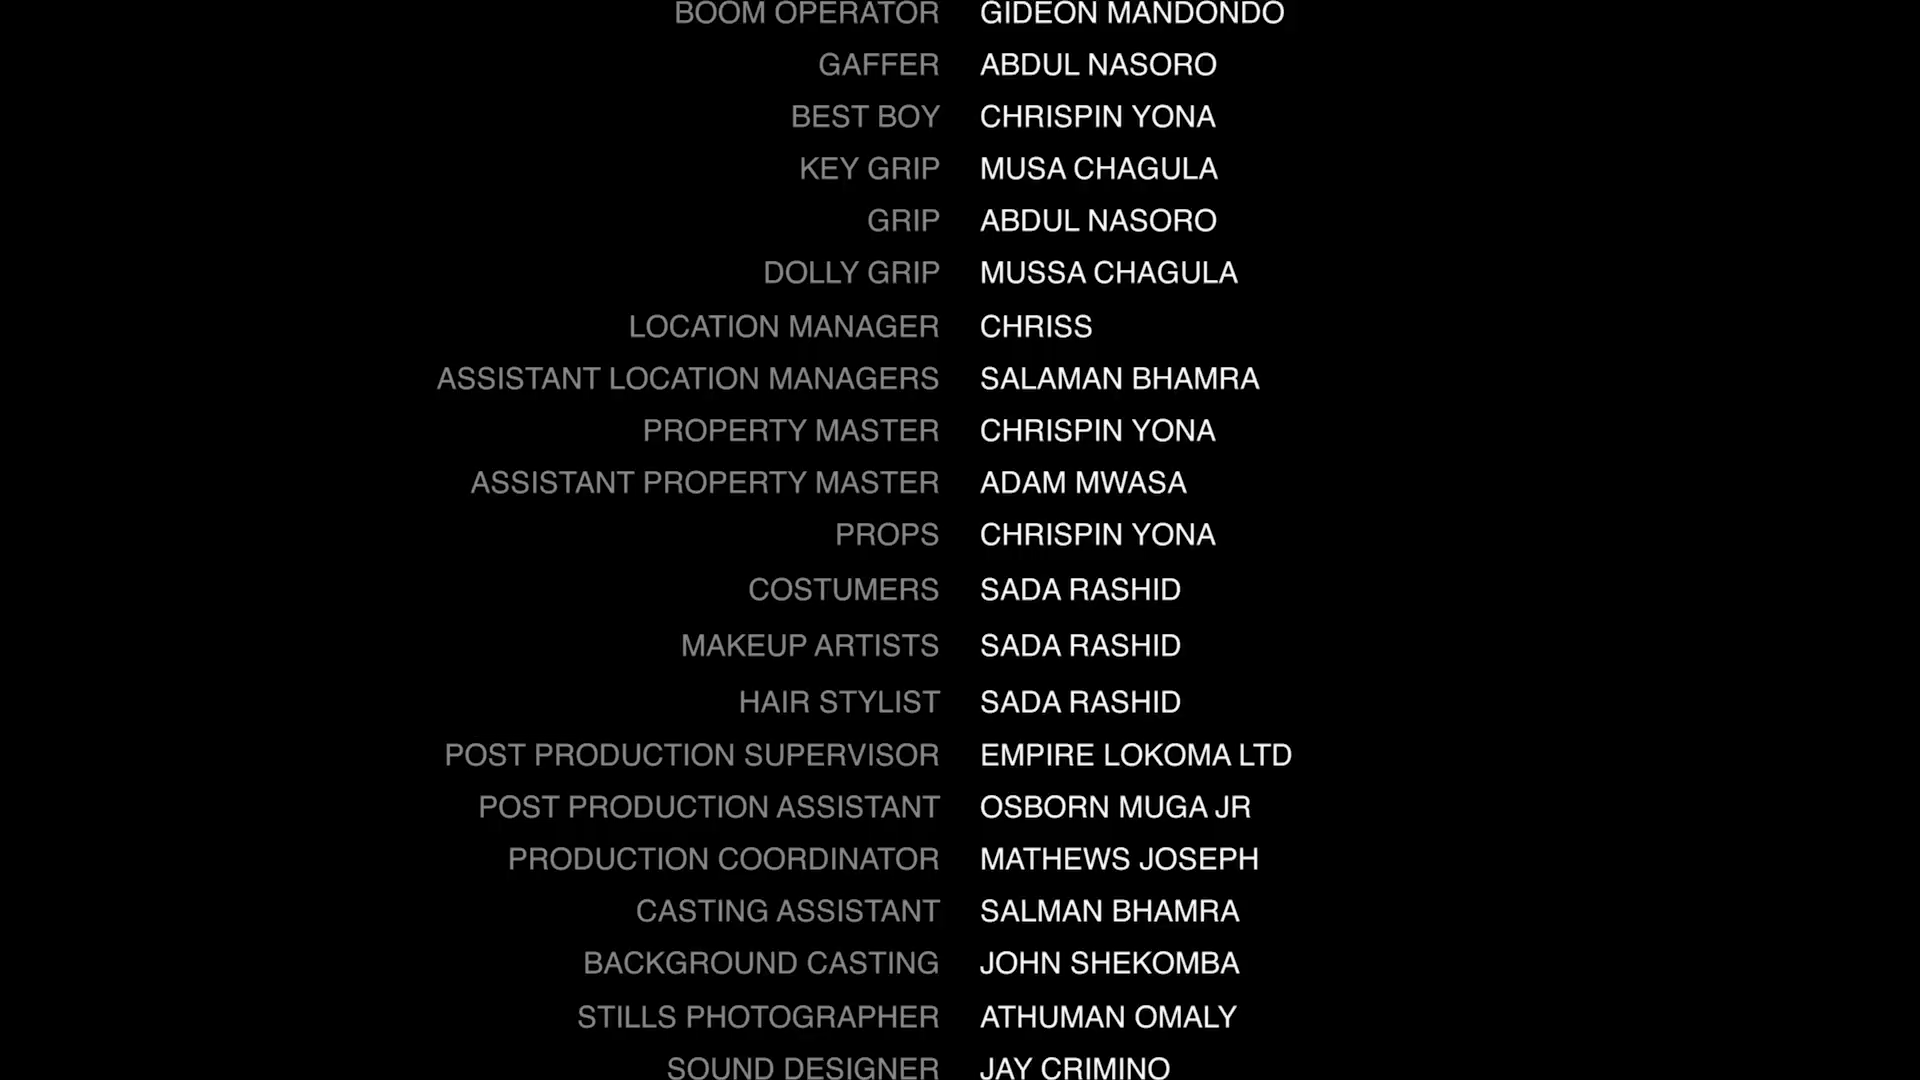 BOOM OPERATOR GIDEON MANDONDO
GAFFER ABDUL NASORO
BEST BOY CHRISPIN YONA
KEY GRIP MUSA CHAGULA
GRIP ABDUL NASORO
DOLLY GRIP MUSSA CHAGULA
LOCATION MANAGER CHRISS
ASSISTANT LOCATION MANAGERS SALAMAN BHAMRA
PROPERTY MASTER CHRISPIN YONA
ASSISTANT PROPERTY MASTER ADAM MWASA
PROPS CHRISPIN YONA
COSTUMERS SADA RASHID
MAKEUP ARTISTS SADA RASHID
HAIR STYLIST SADA RASHID
POST PRODUCTION SUPERVISOR EMPIRE LOKOMA LTD
POST PRODUCTION ASSISTANT OSBORN MUGA JR
PRODUCTION COORDINATOR MATHEWS JOSEPH
CASTING ASSISTANT SALMAN BHAMRA
BACKGROUND CASTING JOHN SHEKOMBA
STILLS PHOTOGRAPHER ATHUMAN OMALY
SOUND DESIGNER JAY CRIMINO